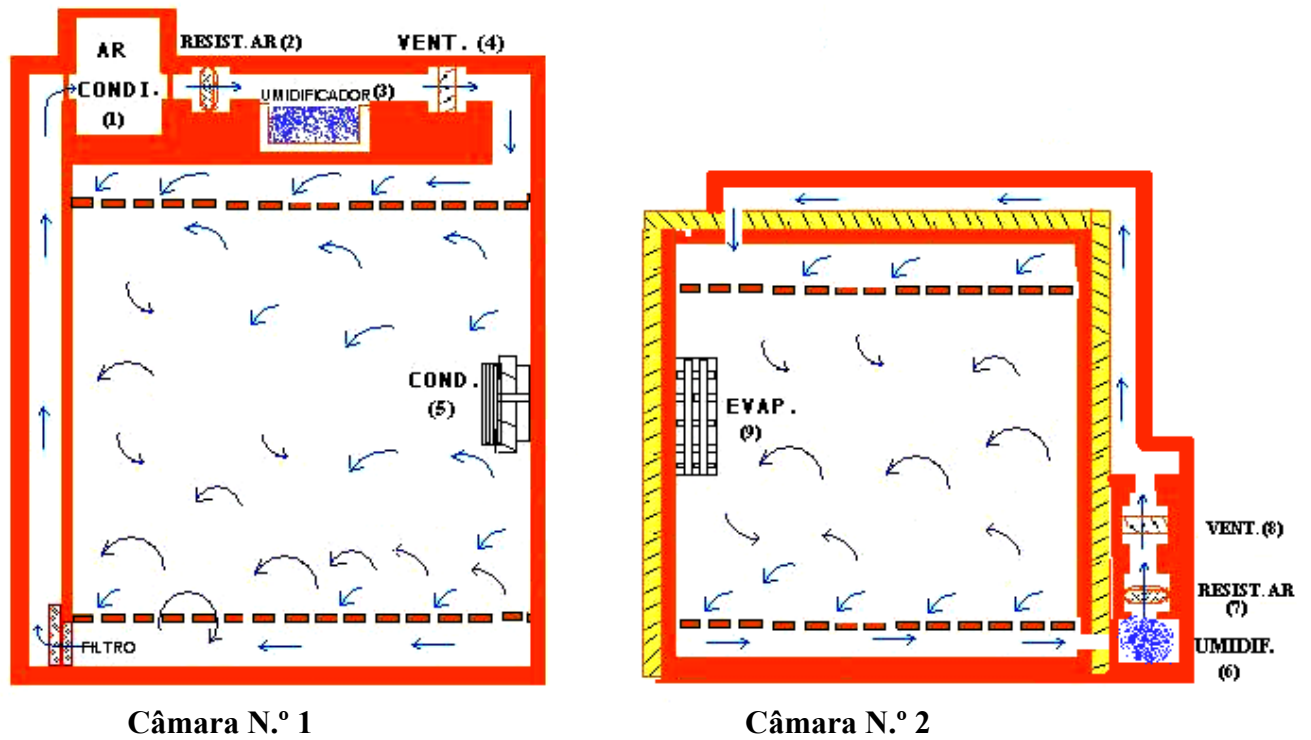 AR
CONDI.
(1)
RESIST. AR (2)
UMIDIFICADOR (3)
VENT. (4)
COND.
(5)
FILTRO
EVAP.
(9)
VENT. (8)
RESIST. AR
(7)
UMIDIF.
(6)
Câmara N.º 1
Câmara N.º 2